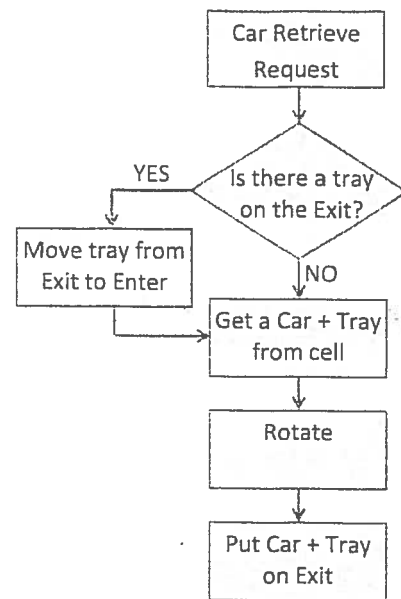 Car Retrieve
Request
YES
Is there a tray
on the Exit?
Move tray from
Exit to Enter
NO
Get a Car + Tray
from cell
Rotate
Put Car + Tray
on Exit